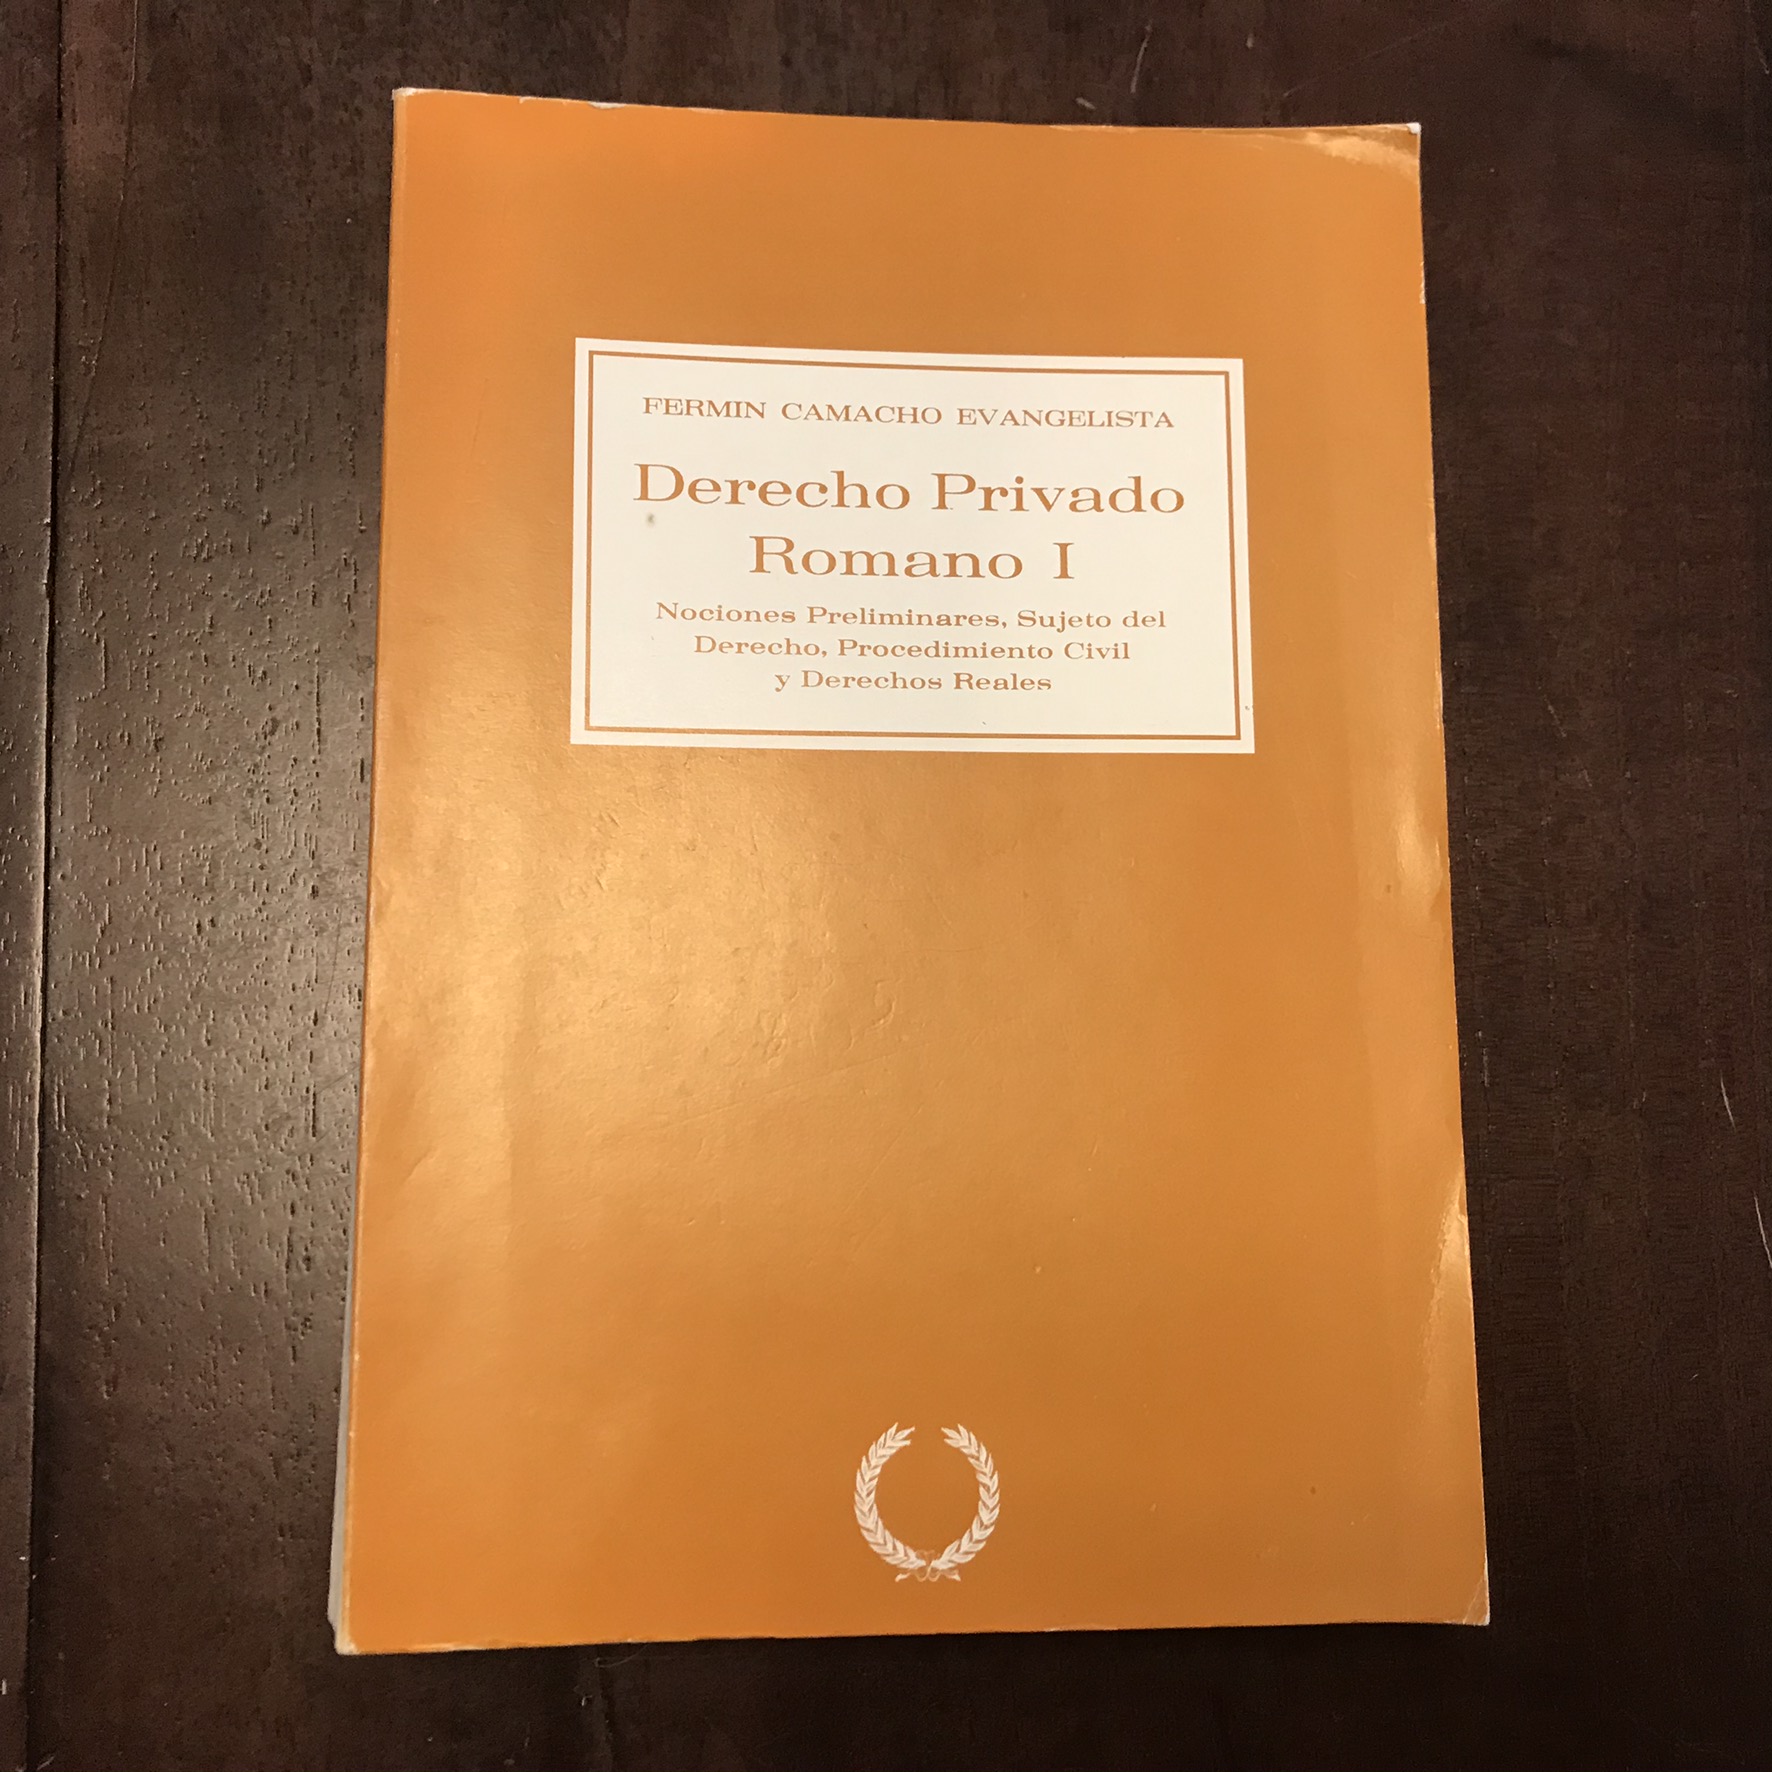 FERMIN CAMACHO EVANGELISTA
Derecho Privado
Romano I
Nociones Preliminares, Sujeto del
Derecho, Procedimiento Civil
y Derechos Reales